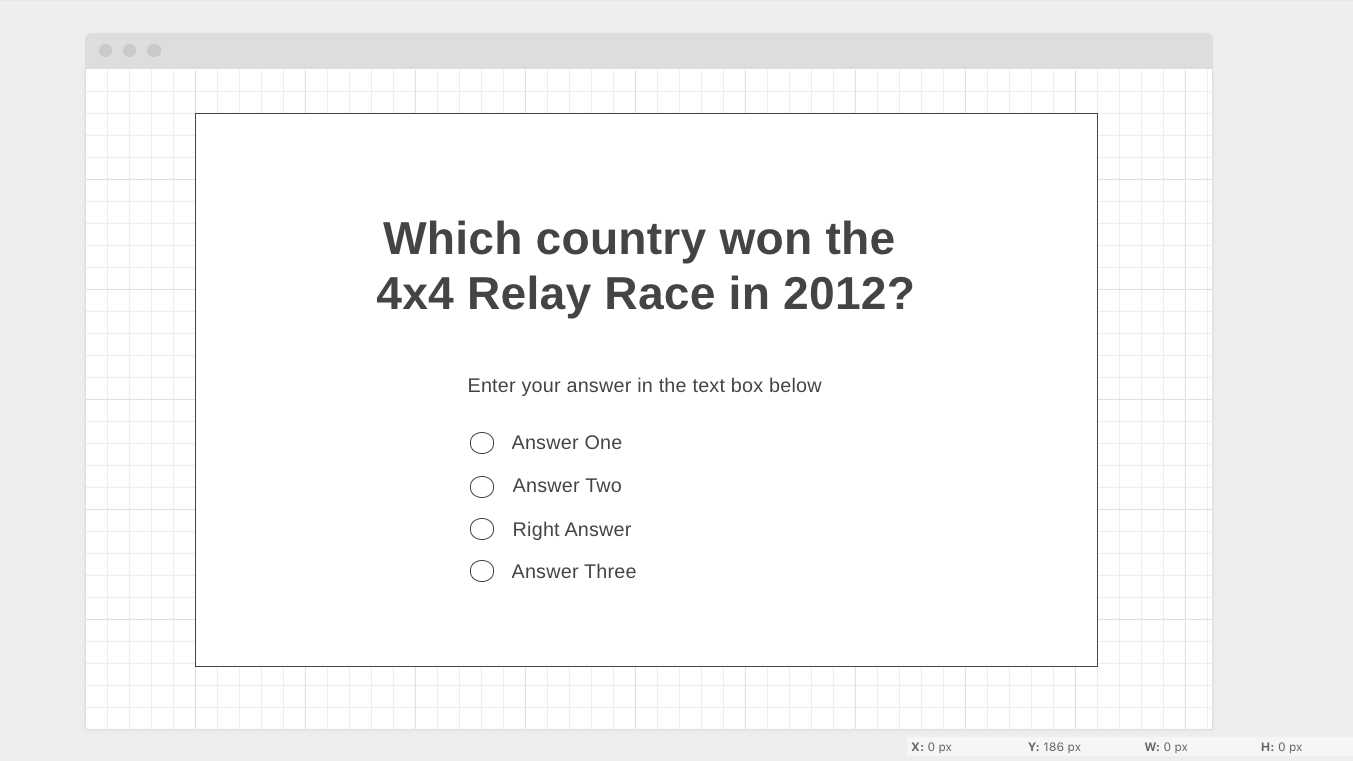 Which country won the
4x4 Relay Race in 2012?
Enter your answer in the text box below
Answer One
Answer Two
Right Answer
Answer Three
X: 0 px Y: 186 px W: 0 px H: 0 px